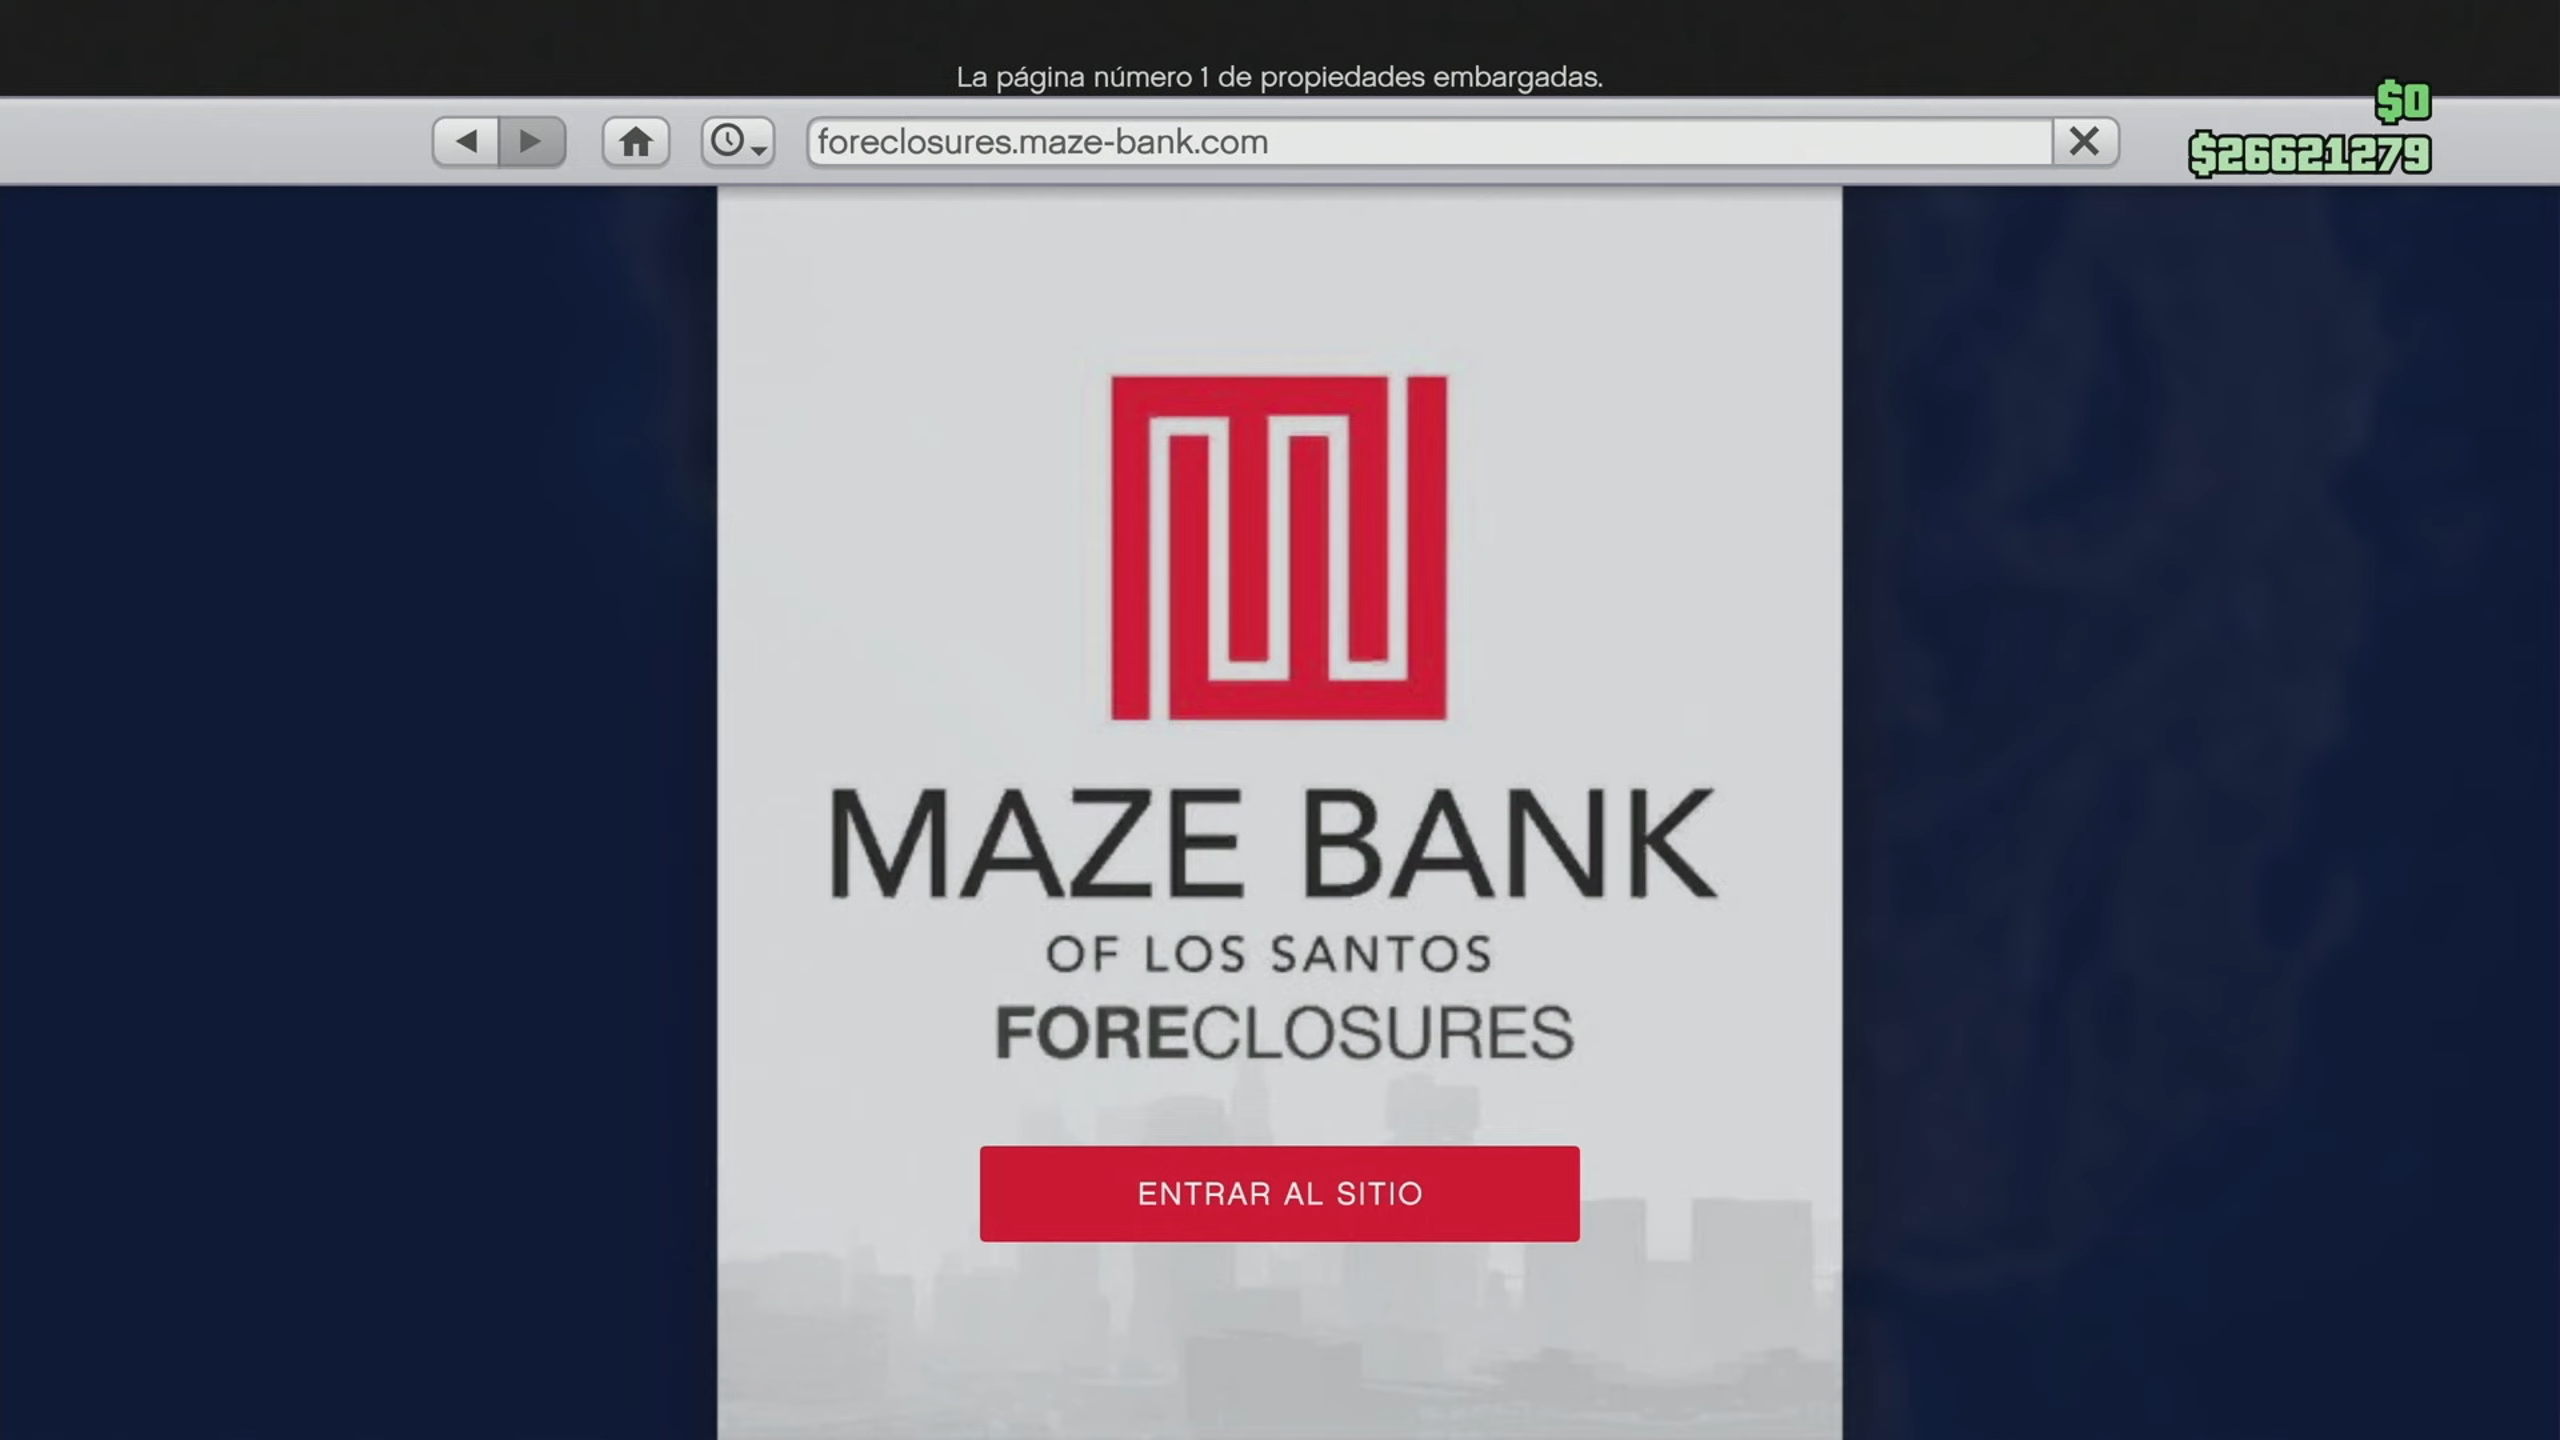 La página número 1 de propiedades embargadas.
$0
foreclosures.maze-bank.com
$26621279
MAZE BANK
OF LOS SANTOS
FORECLOSURES
ENTRAR AL SITIO